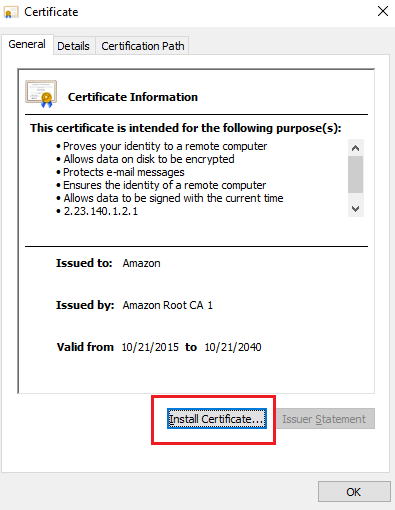 Certificate
General Details Certification Path
Certificate Information
This certificate is intended for the following purpose(s):
• Proves your identity to a remote computer
• Allows data on disk to be encrypted
• Protects e-mail messages
• Ensures the identity of a remote computer
• Allows data to be signed with the current time
• 2.23.140.1.2.1
Issued to: Amazon
Issued by: Amazon Root CA 1
Valid from 10/21/2015 to 10/21/2040
Install Certificate... Issuer Statement
OK